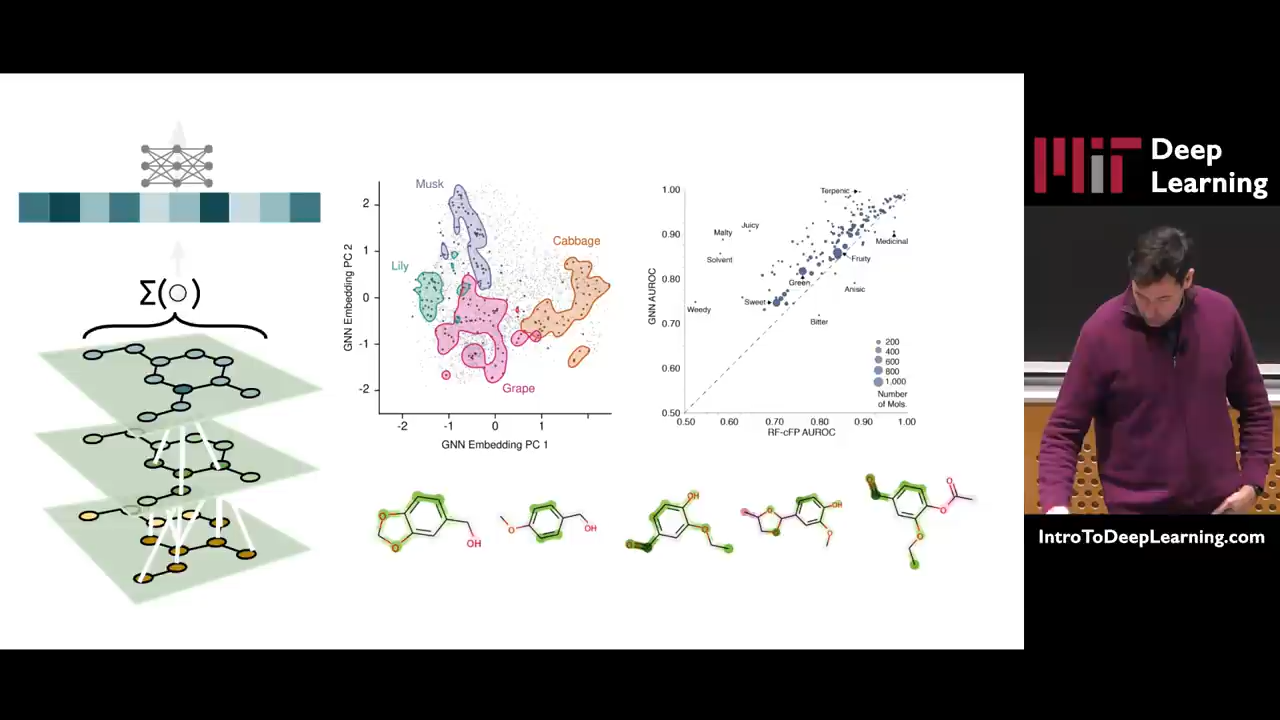 Σ( )
Musk
Lily
Cabbage
Grape
2
1
0
-1
-2
GNN Embedding PC 2
-2
-1
0
1
GNN Embedding PC 1
1.00
0.90
0.80
0.70
0.60
0.50
GNN AUROC
Terpenic
Juicy
Malty
Medicinal
Solvent
Fruity
Green
Anisic
Sweet
Weedy
Bitter
200
400
600
800
1,000
Number
of Mols.
0.50
0.60
0.70
0.80
0.90
1.00
RF-cFP AUROC
O
O
OH
O
OH
O
OH
O
O
O
OH
O
O
O
O
O
MIT Deep
Learning
IntroToDeepLearning.com